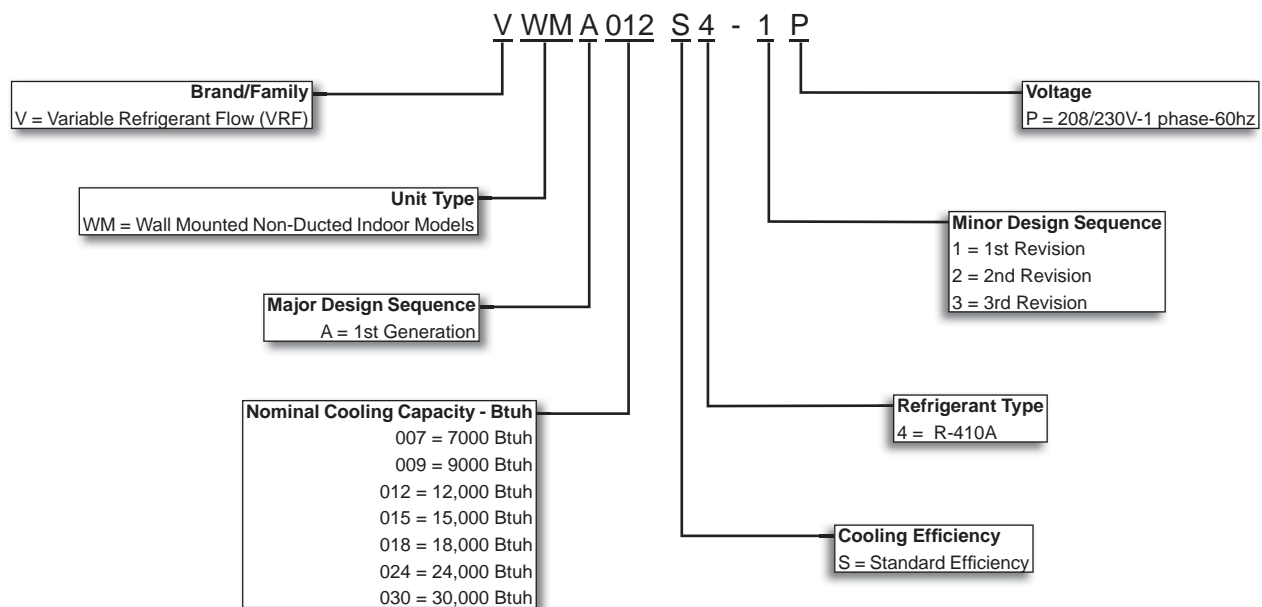 V WM A 012 S 4 - 1 P
Brand/Family
V = Variable Refrigerant Flow (VRF)
Unit Type
WM = Wall Mounted Non-Ducted Indoor Models
Major Design Sequence
A = 1st Generation
Nominal Cooling Capacity - Btuh
007 = 7000 Btuh
009 = 9000 Btuh
012 = 12,000 Btuh
015 = 15,000 Btuh
018 = 18,000 Btuh
024 = 24,000 Btuh
030 = 30,000 Btuh
Voltage
P = 208/230V-1 phase-60hz
Minor Design Sequence
1 = 1st Revision
2 = 2nd Revision
3 = 3rd Revision
Refrigerant Type
4 = R-410A
Cooling Efficiency
S = Standard Efficiency